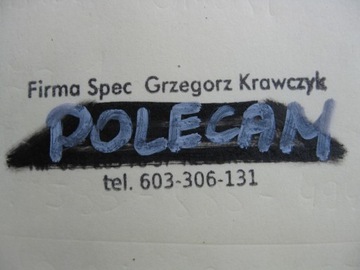 Firma Spec Grzegorz Krawczyk
POLECAM
tel. 603-306-131